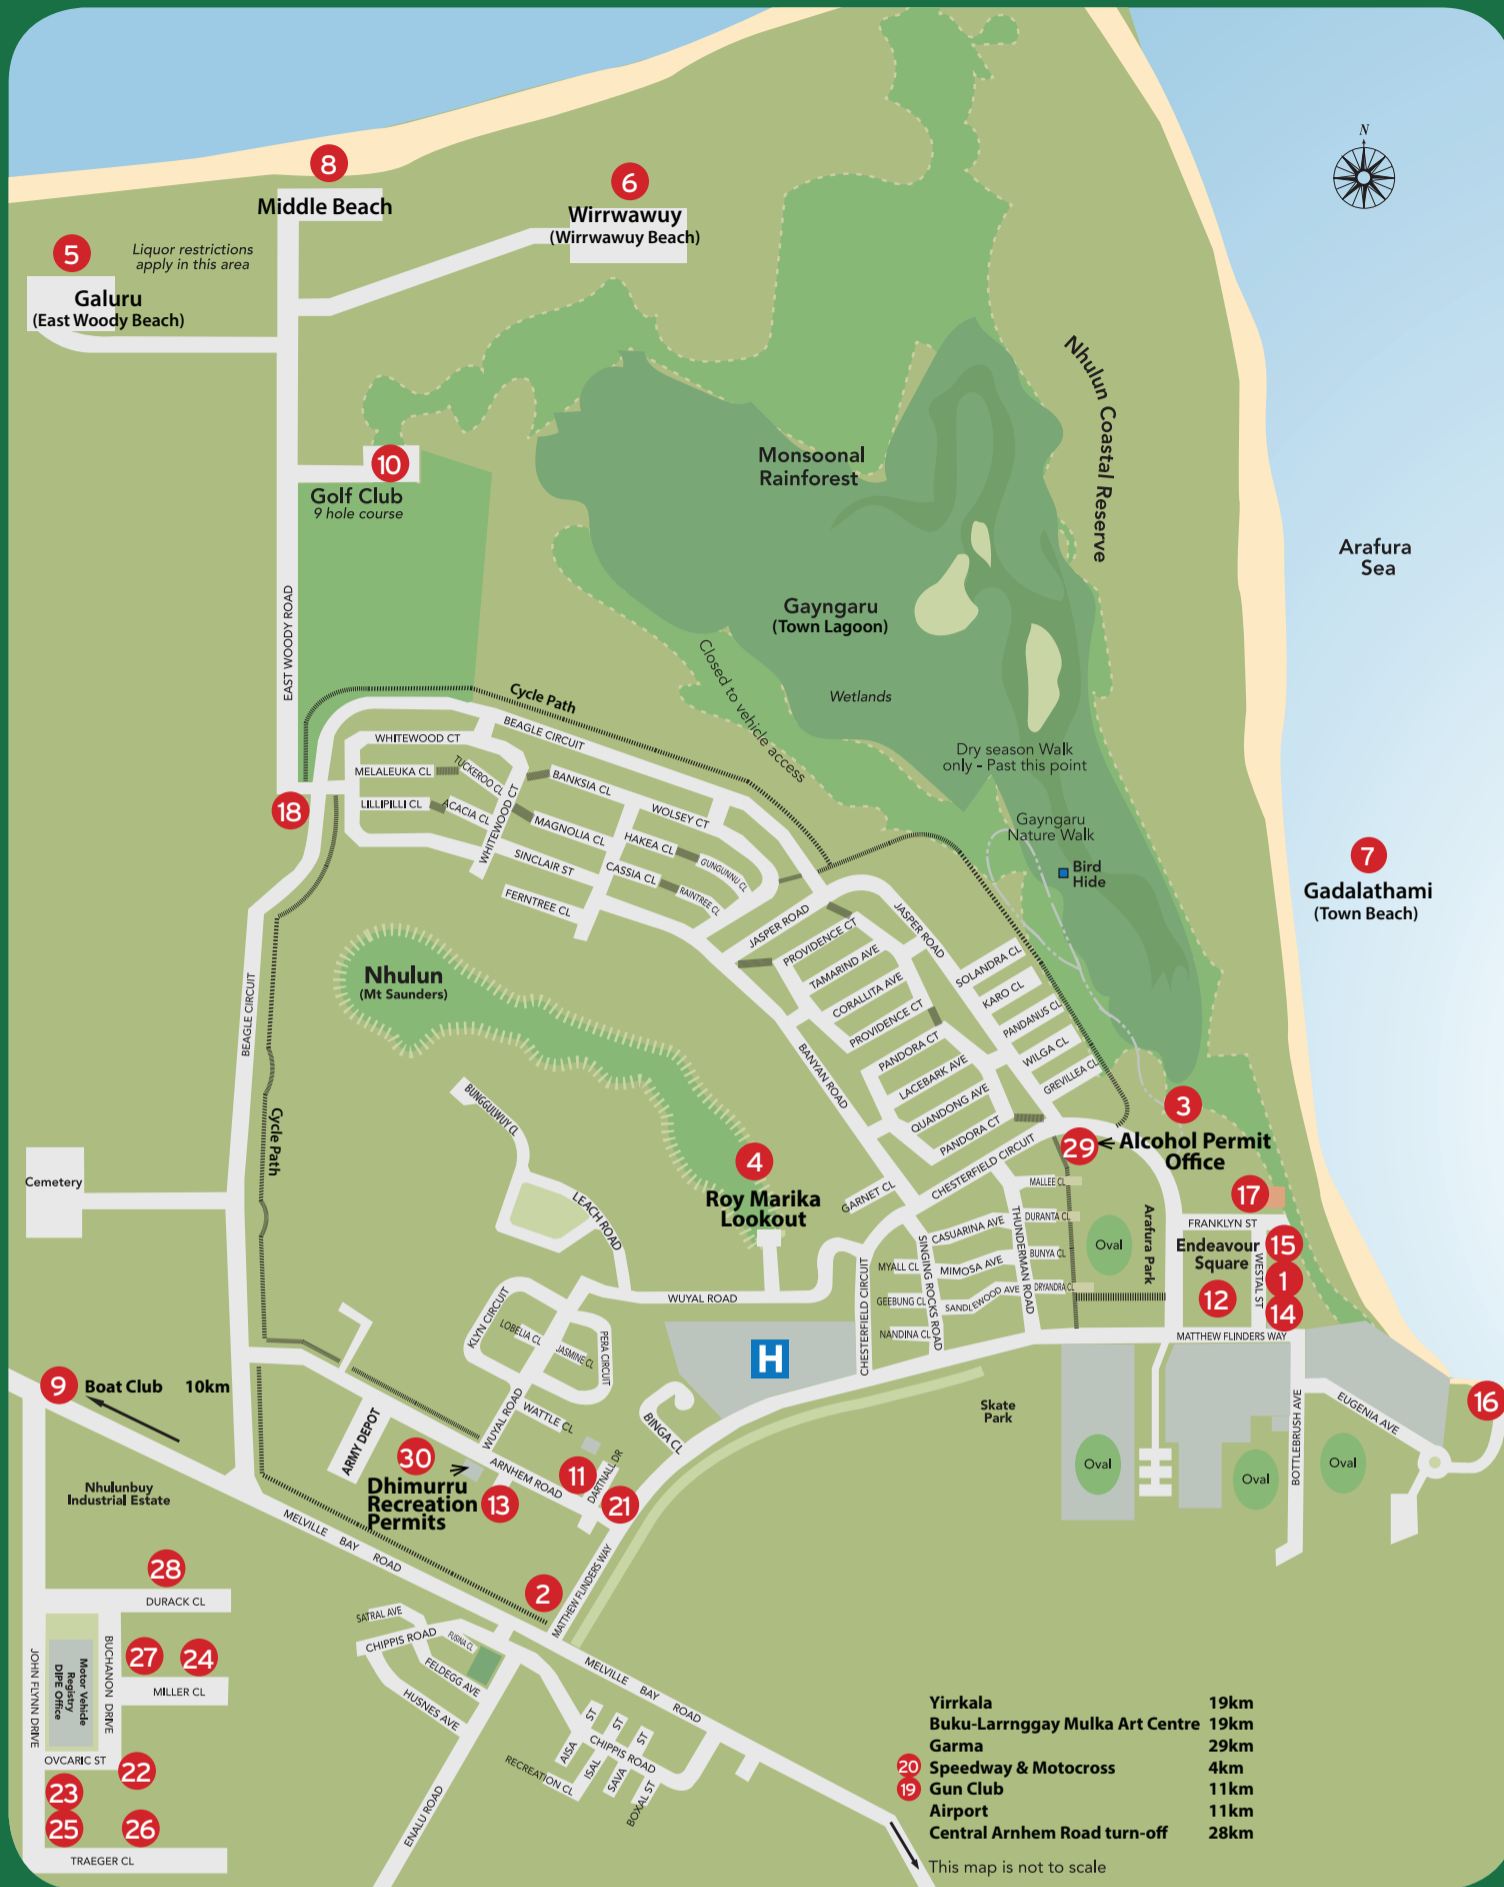 N
8
Middle Beach
6
Wirrwawuy
(Wirrwawuy Beach)
5
Liquor restrictions
apply in this area
Galuru
(East Woody Beach)
Nhulun Coastal Reserve
10
Golf Club
9 hole course
Monsoonal
Rainforest
Arafura
Sea
Gayngaru
(Town Lagoon)
EAST WOODY ROAD
Closed to vehicle access
Wetlands
Cycle Path
BEAGLE CIRCUIT
Dry season Walk
only - Past this point
WHITEWOOD CT
MELALEUKA CL
TUCKEROO CL
BANKSIA CL
WOLSEY CT
18
LILLIPILLI CL
ACACIA CL
WHITEWOOD CT
MAGNOLIA CL
HAKEA CL
GUNGUNNU CL
SINCLAIR ST
CASSIA CL
RAINTREE CL
FERNTREE CL
Gayngaru
Nature Walk
Bird
Hide
7
Gadalathami
(Town Beach)
JASPER ROAD
JASPER ROAD
PROVIDENCE CT
TAMARIND AVE
CORALLITA AVE
PROVIDENCE CT
SOLANDRA CL
KARO CL
PANDANUS CL
WILGA CL
GREVILLEA CL
Nhulun
(Mt Saunders)
BEAGLE CIRCUIT
BANYAN ROAD
PANDORA CT
LACEBARK AVE
QUANDONG AVE
PANDORA CT
BUNGGULWUY CL
Cycle Path
3
29
Alcohol Permit
Office
4
Roy Marika
Lookout
CHESTERFIELD CIRCUIT
GARNET CL
Cemetery
LEACH ROAD
MALLEE CL
17
DURANTA CL
THUNDERMAN ROAD
CASUARINA AVE
SINGING ROCKS ROAD
Oval
Arafura Park
FRANKLYN ST
Endeavour
Square
15
WESTAL ST
1
12
14
MYALL CL
MIMOSA AVE
BUNYA CL
GEEBUNG CL
SANDLEWOOD AVE
DRYANDRA CL
NANDINA CL
CHESTERFIELD CIRCUIT
WUYAL ROAD
MATTHEW FLINDERS WAY
KLYN CIRCUIT
LOBELIA CL
JASMINE CL
PERA CIRCUIT
H
9
Boat Club 10km
WUYAL ROAD
WATTLE CL
BINGA CL
Skate
Park
BOTTLEBRUSH AVE
EUGENIA AVE
16
ARMY DEPOT
30
Dhimurru
Recreation
Permits
ARNHEM ROAD
13
11
DARTNALL DR
21
Oval
Oval
Oval
Nhulunbuy
Industrial Estate
MELVILLE BAY ROAD
2
MATTHEW FLINDERS WAY
28
DURACK CL
SATRAL AVE
CHIPPIS ROAD
FUSINA CL
FELDEGG AVE
HUSNES AVE
MELVILLE BAY ROAD
JOHN FLYNN DRIVE
Motor Vehicle
Registry
DIPE Office
BUCHANON DRIVE
27
24
MILLER CL
OVCARIC ST
22
23
25
26
TRAEGER CL
ENALU ROAD
RECREATION CL
AISA ST
ISAL ST
SAVA ST
CHIPPIS ROAD
BOXAL ST
Yirrkala 19km
Buku-Larrnggay Mulka Art Centre 19km
Garma 29km
20 Speedway & Motocross 4km
19 Gun Club 11km
Airport 11km
Central Arnhem Road turn-off 28km
This map is not to scale